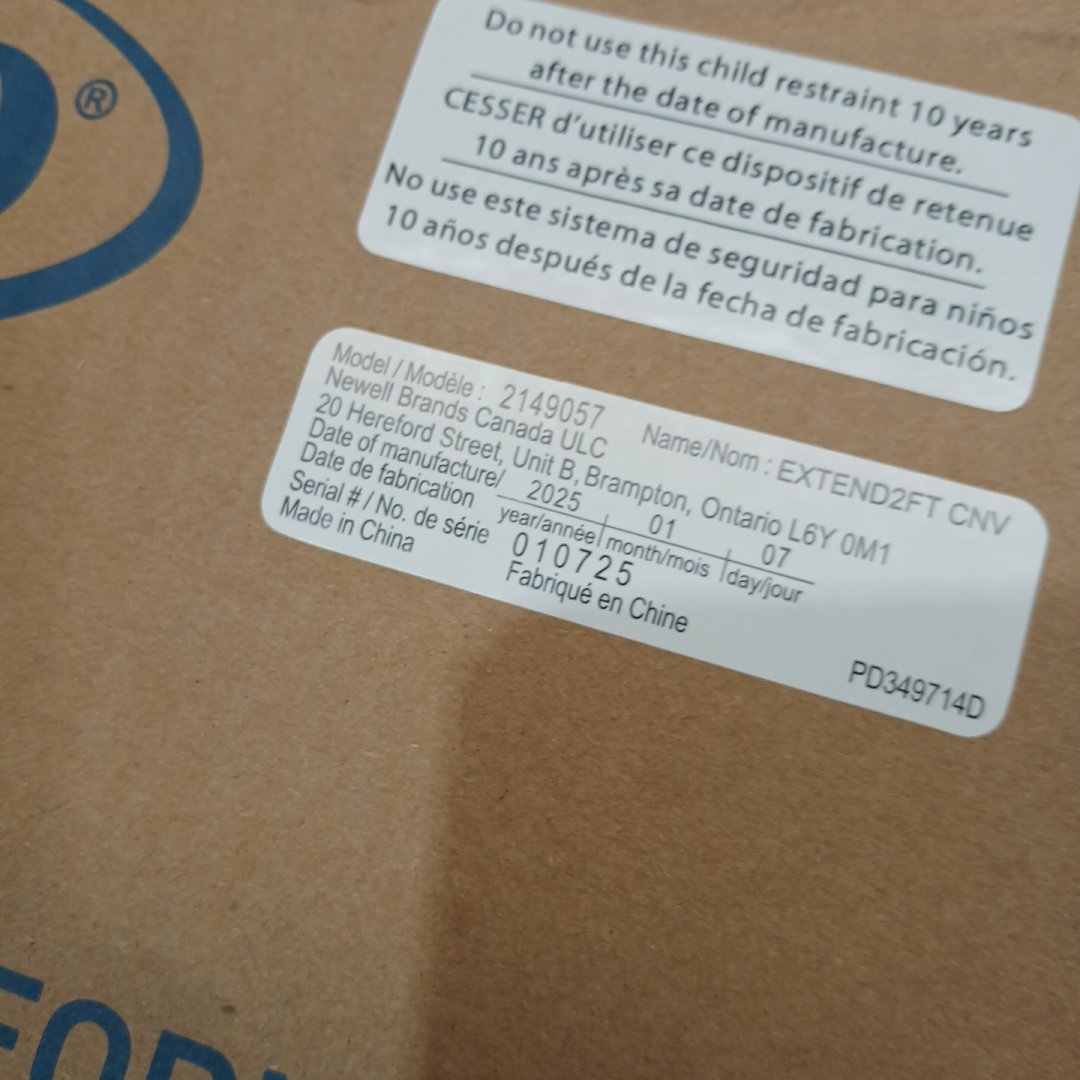 ®
Do not use this child restraint 10 years
after the date of manufacture.
CESSER d'utiliser ce dispositif de retenue
10 ans après sa date de fabrication.
No use este sistema de seguridad para niños
10 años después de la fecha de fabricación.
Model / Modèle : 2149057 Name/Nom : EXTEND2FT CNV
Newell Brands Canada ULC
20 Hereford Street, Unit B, Brampton, Ontario L6Y 0M1
Date of manufacture/ 2025 01 07
Date de fabrication year/année month/mois day/jour
Serial # / No. de série 010725
Made in China Fabriqué en Chine
PD349714D